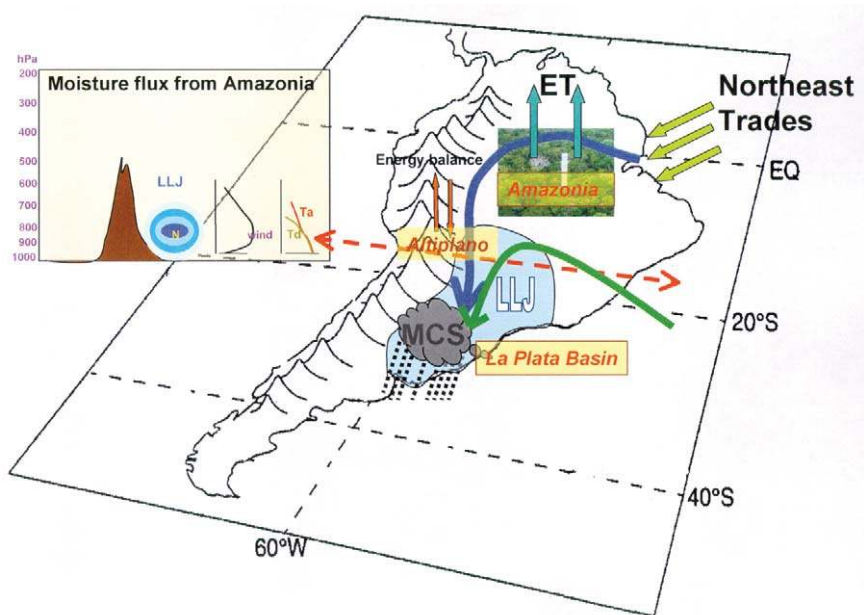 hPa
200
300
400
500
600
700
800
900
1000
Moisture flux from Amazonia
LLJ
N
wind
Ta
Td
ET
Northeast
Trades
Energy balance
Amazonia
EQ
Altiplano
LLJ
20°S
MCS
La Plata Basin
40°S
60°W